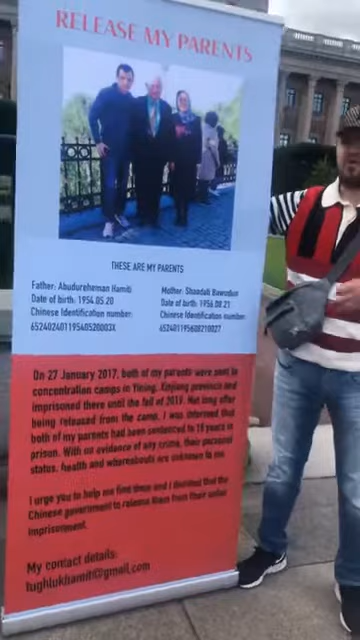 RELEASE MY PARENTS
THESE ARE MY PARENTS
Father: Abudureheman Hamiti
Date of birth: 1954 05 20
Chinese Identification number:
65240240119540520003X
Mother: Shaadati Bawudun
Date of birth: 1956 08 21
Chinese Identification number:
652401195608210027
On 27 January 2017, both of my parents were sent to
concentration camps in Yining, Xinjiang province and
imprisoned there until the fall of 2019. Not long after
being released from the camp, I was informed that
both of my parents had been sentenced to 18 years in
prison. With no evidence of any crime, their personal
status, health and whereabouts are unknown to me.
I urge you to help me find them and I demand that the
Chinese government to release them from their unfair
imprisonment.
My contact details:
tughlukhamiti@gmail.com